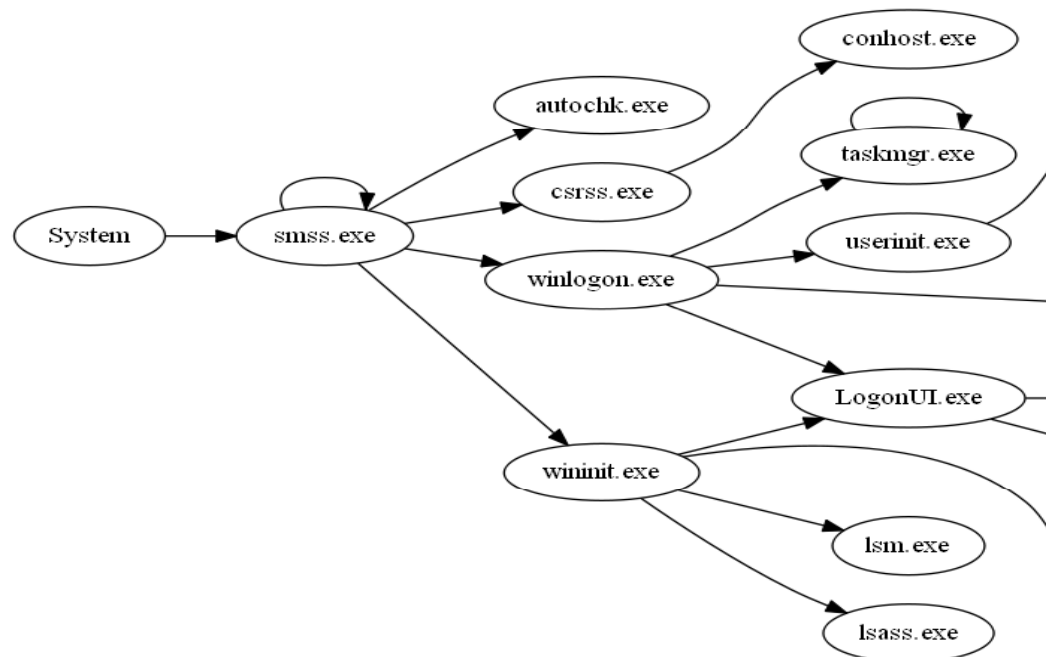 conhost.exe
autochk.exe
taskmgr.exe
csrss.exe
System
smss.exe
userinit.exe
winlogon.exe
LogonUI.exe
wininit.exe
lsm.exe
lsass.exe